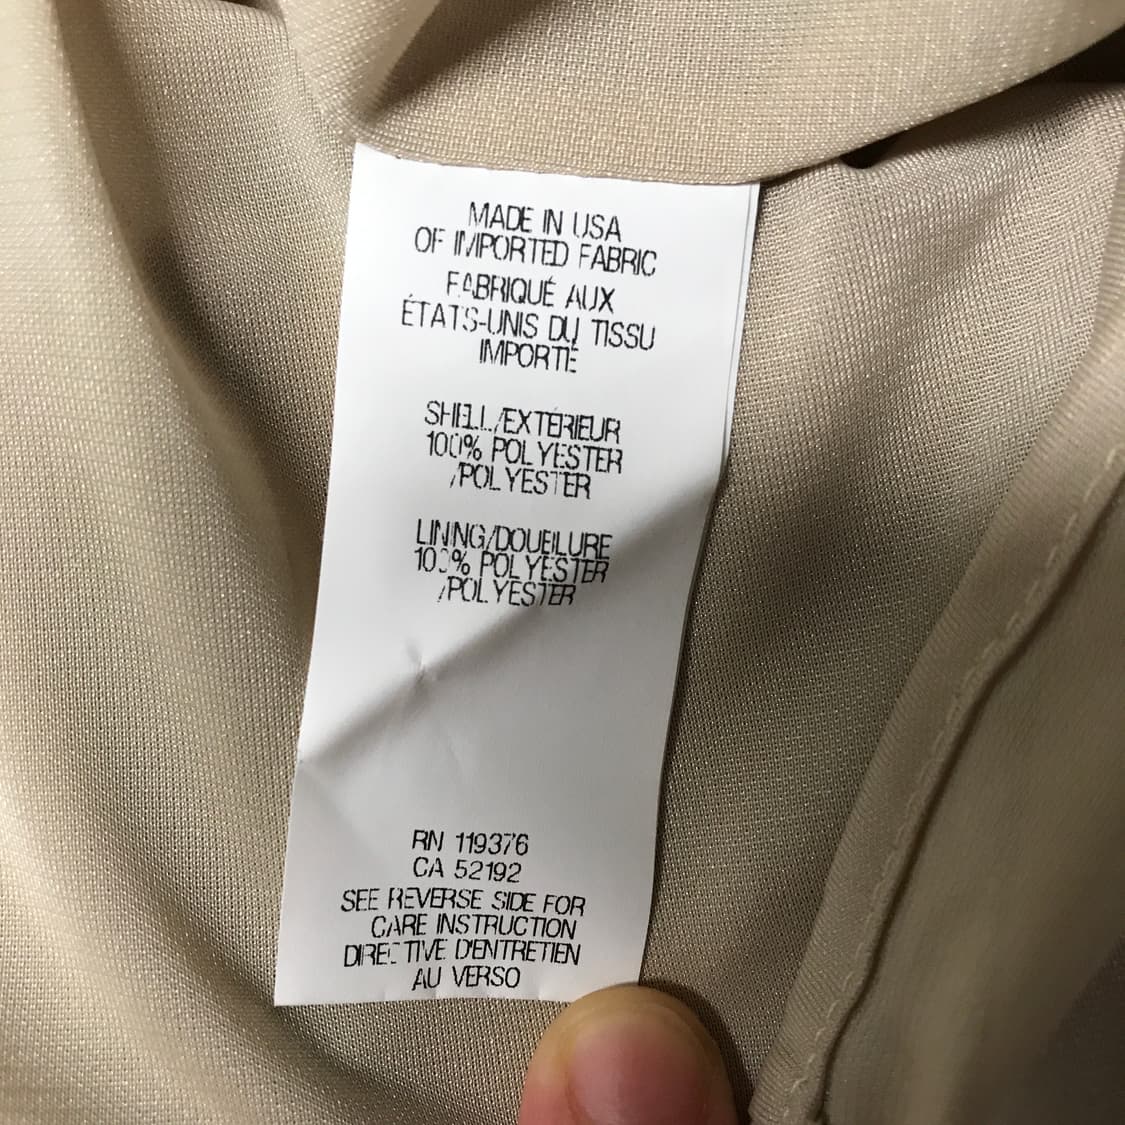 MADE IN USA
OF IMPORTED FABRIC
FABRIQUÉ AUX
ÉTATS-UNIS DU TISSU
IMPORTÉ
SHELL/EXTÉRIEUR
100% POLYESTER
/POLYESTER
LINING/DOUBLURE
100% POLYESTER
/POLYESTER
RN 119376
CA 52192
SEE REVERSE SIDE FOR
CARE INSTRUCTION
DIRECTIVE D'ENTRETIEN
AU VERSO